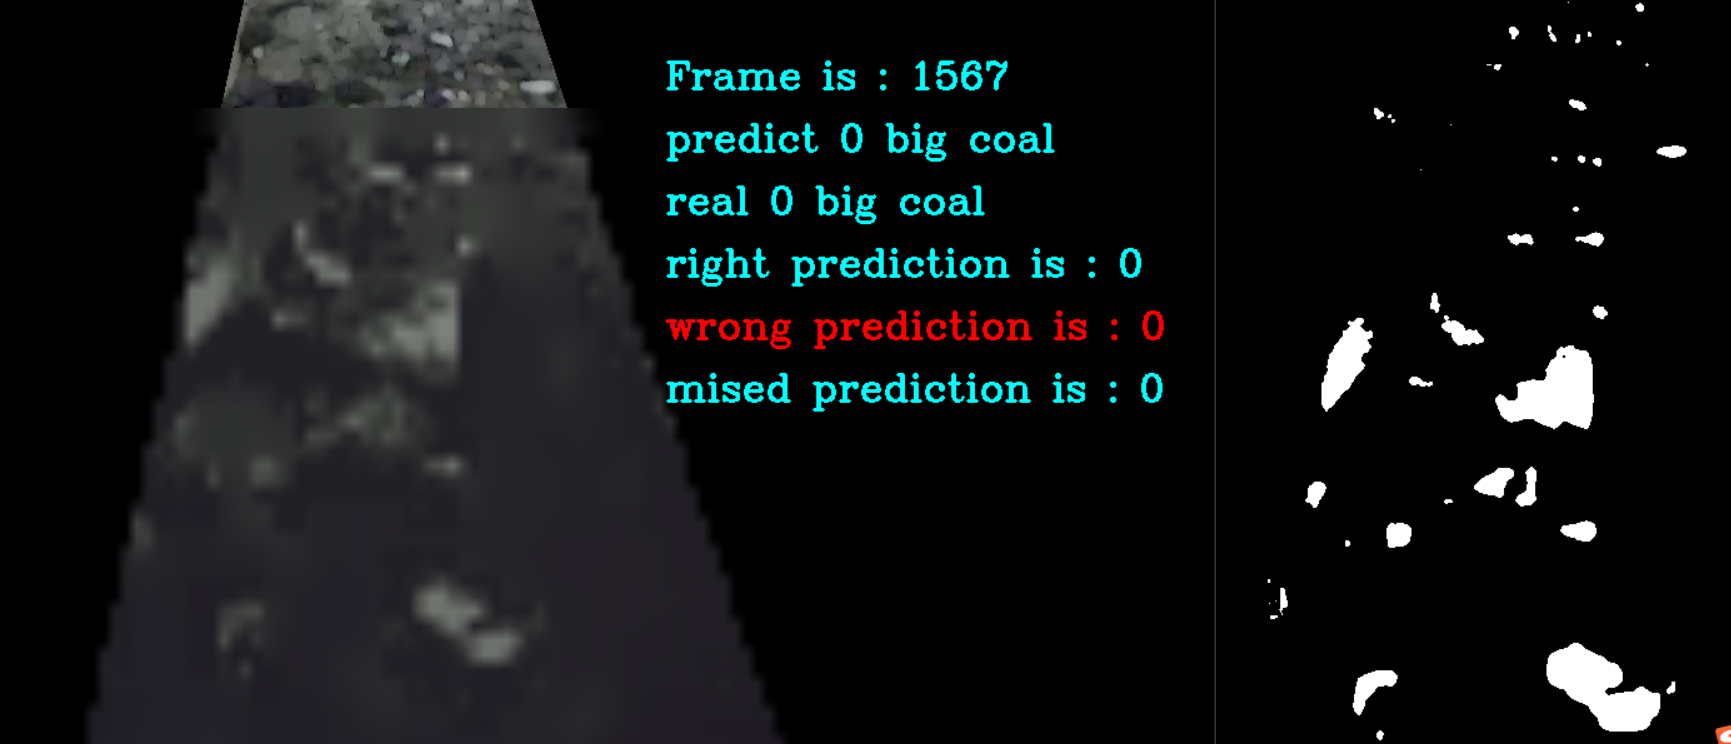 Frame is : 1567
predict 0 big coal
real 0 big coal
right prediction is : 0
wrong prediction is : 0
mised prediction is : 0